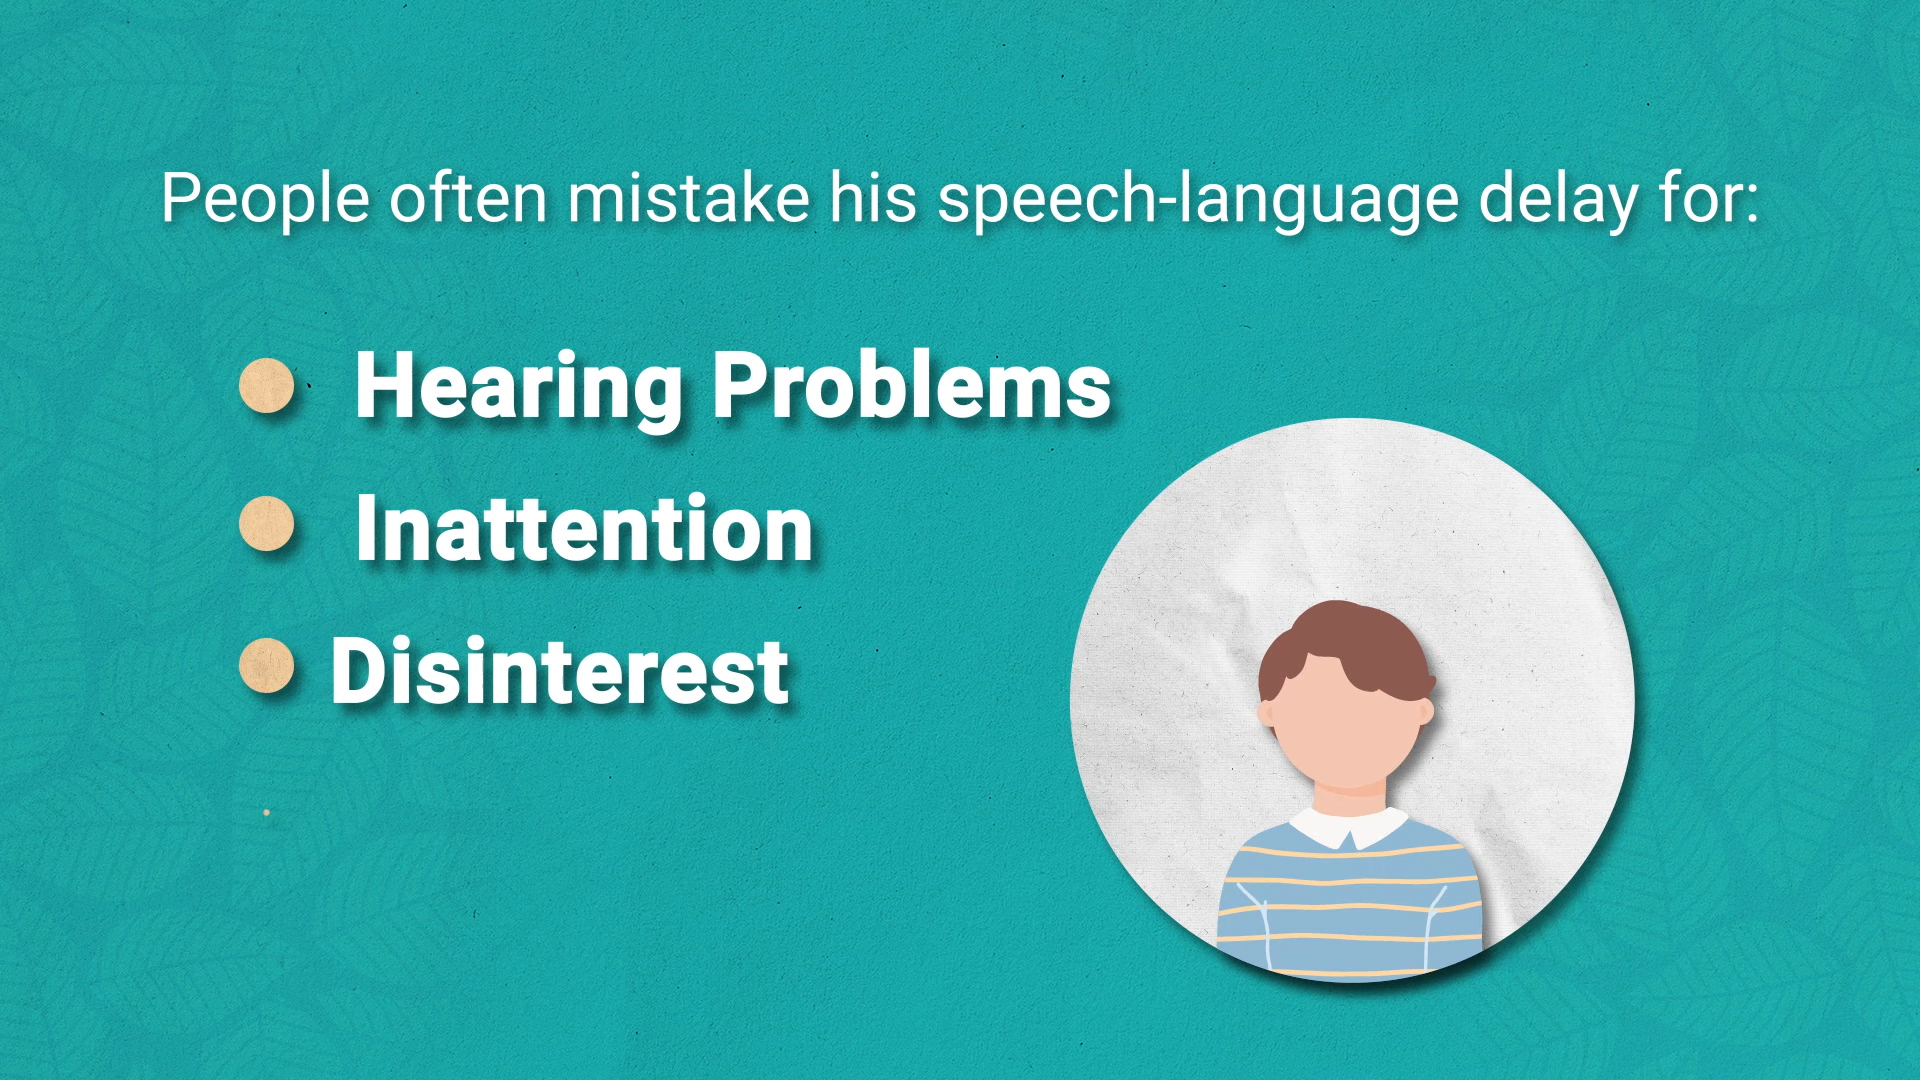 People often mistake his speech-language delay for:
Hearing Problems
Inattention
Disinterest